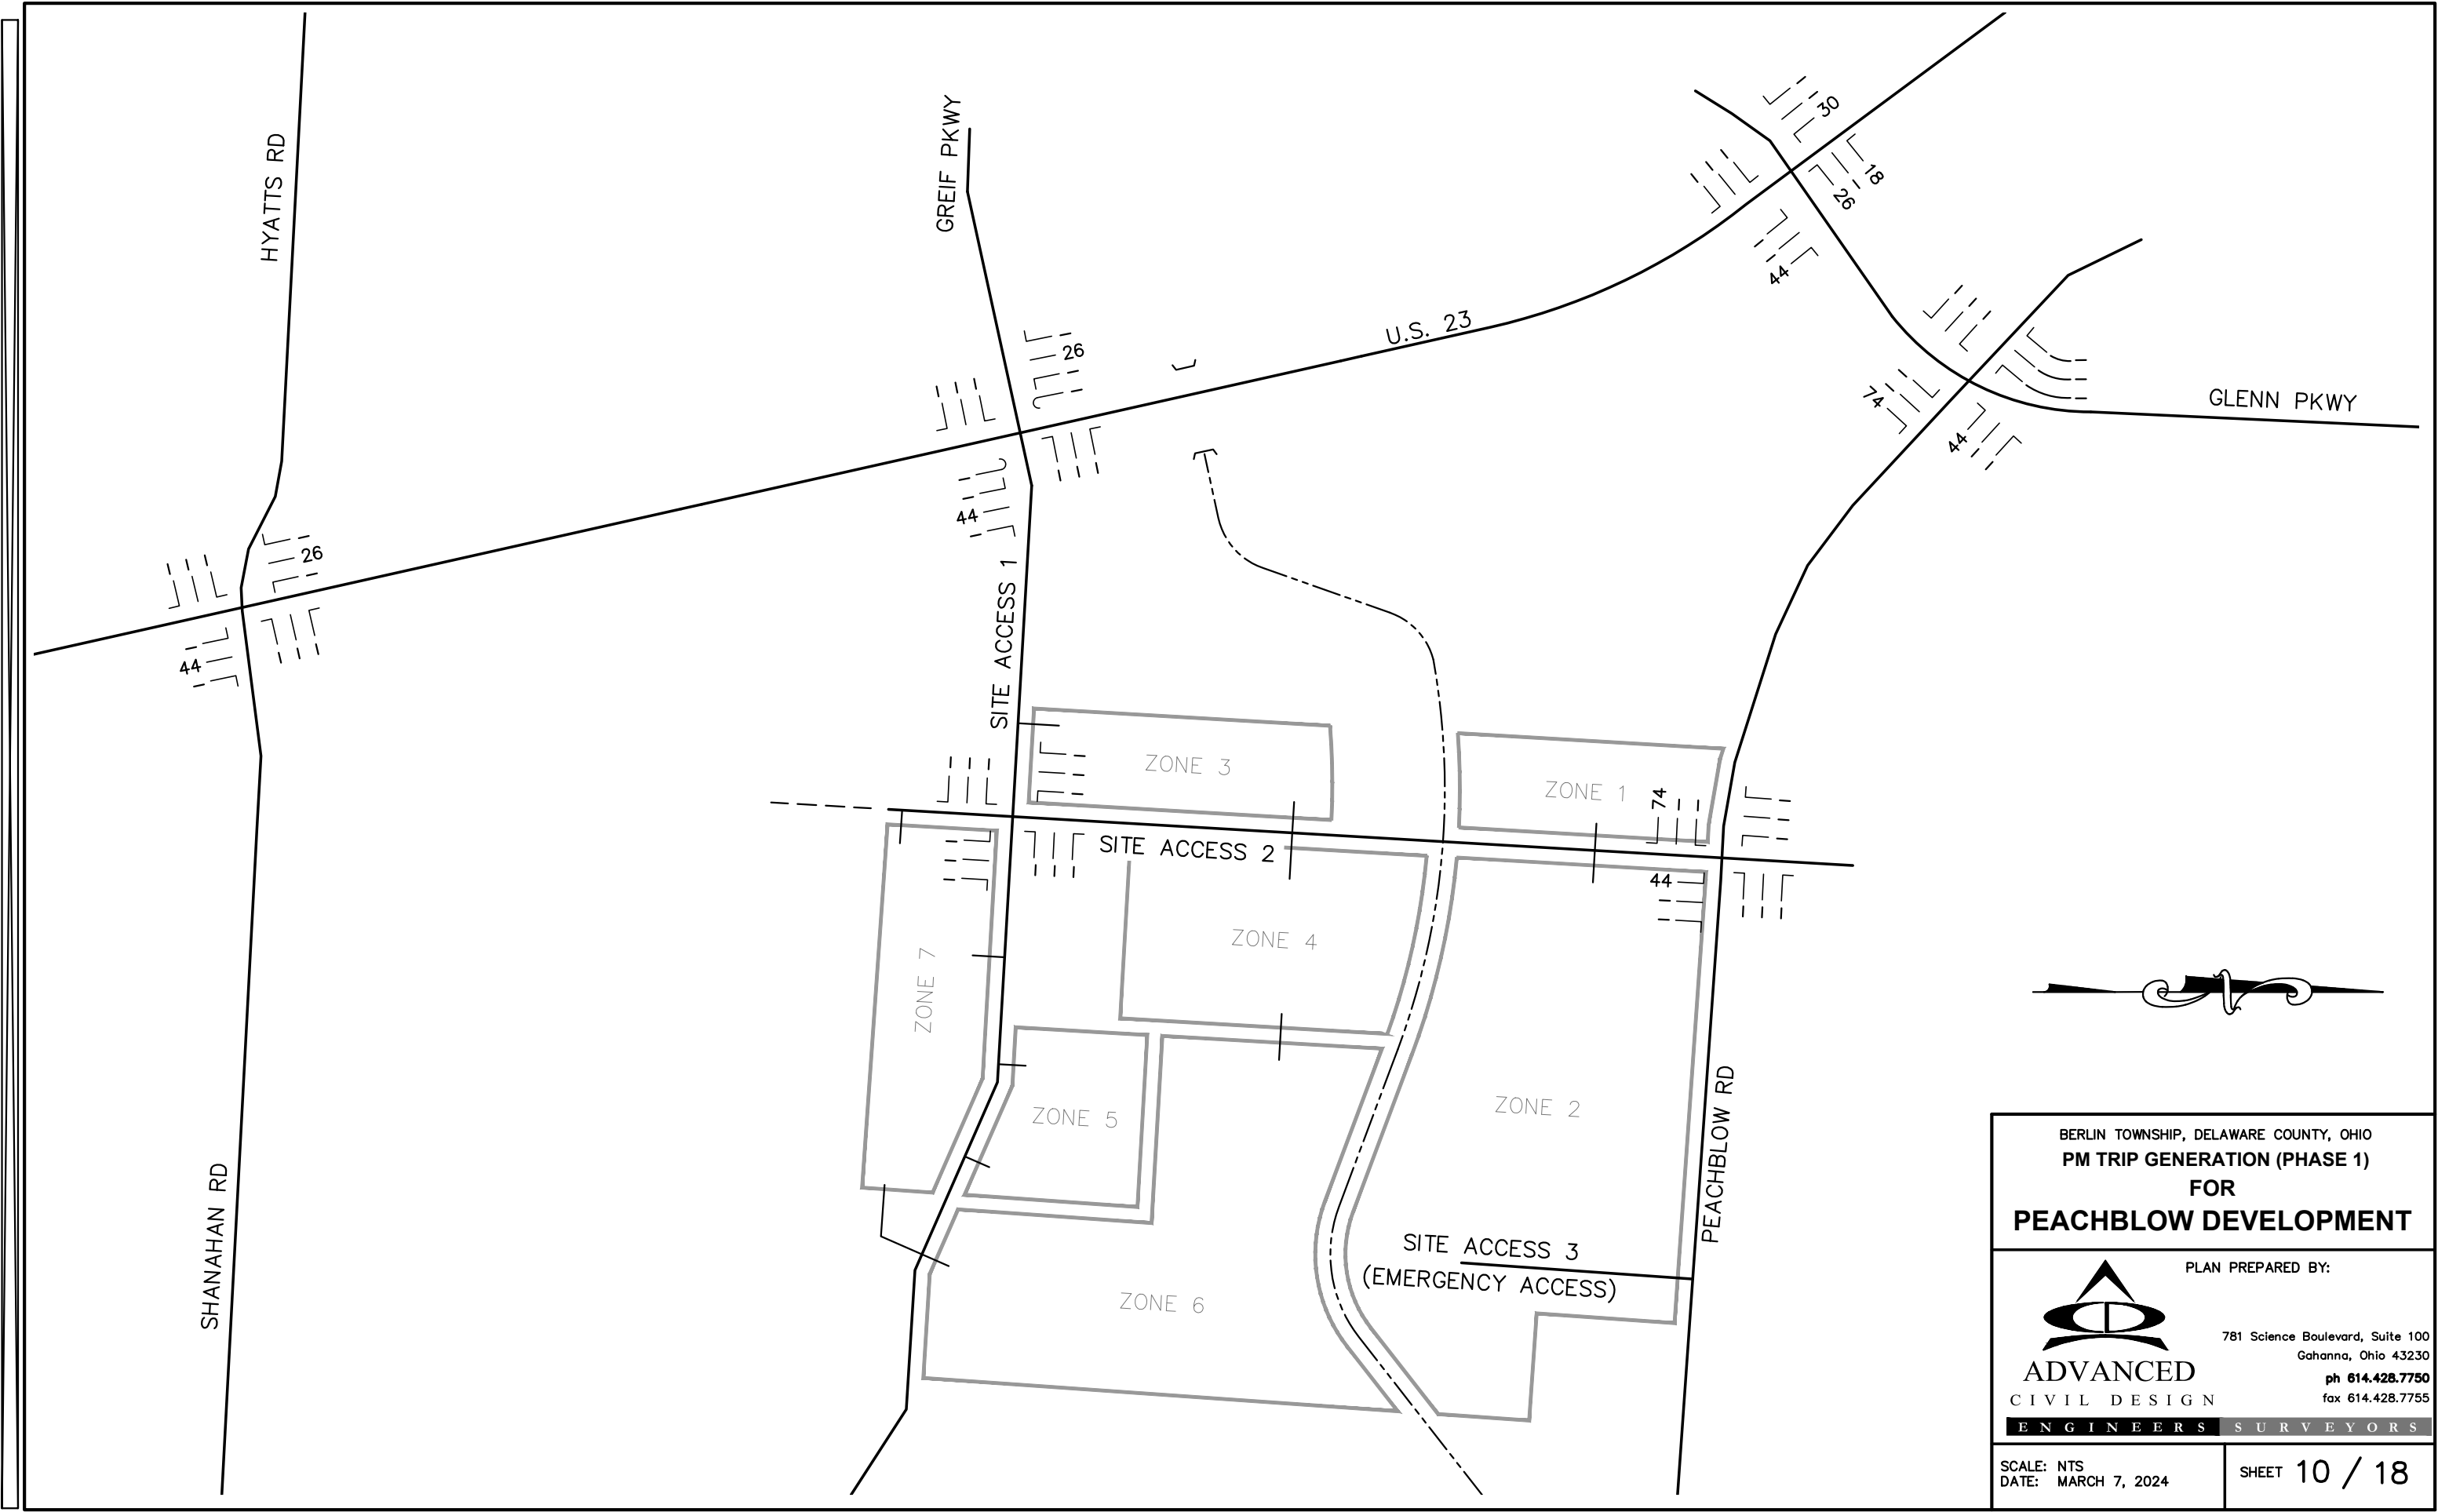 30
GREIF PKWY
HYATTS RD
18
26
44
U.S. 23
26
74
GLENN PKWY
44
44
26
SITE ACCESS 1
44
ZONE 3
ZONE 1
74
SITE ACCESS 2
44
ZONE 4
ZONE 7
ZONE 5
ZONE 2
PEACHBLOW RD
SHANAHAN RD
SITE ACCESS 3
(EMERGENCY ACCESS)
ZONE 6
N
BERLIN TOWNSHIP, DELAWARE COUNTY, OHIO
PM TRIP GENERATION (PHASE 1)
FOR
PEACHBLOW DEVELOPMENT
PLAN PREPARED BY:
781 Science Boulevard, Suite 100
Gahanna, Ohio 43230
ph 614.428.7750
fax 614.428.7755
ADVANCED
CIVIL DESIGN
ENGINEERS SURVEYORS
SCALE: NTS
DATE: MARCH 7, 2024
SHEET 10 / 18